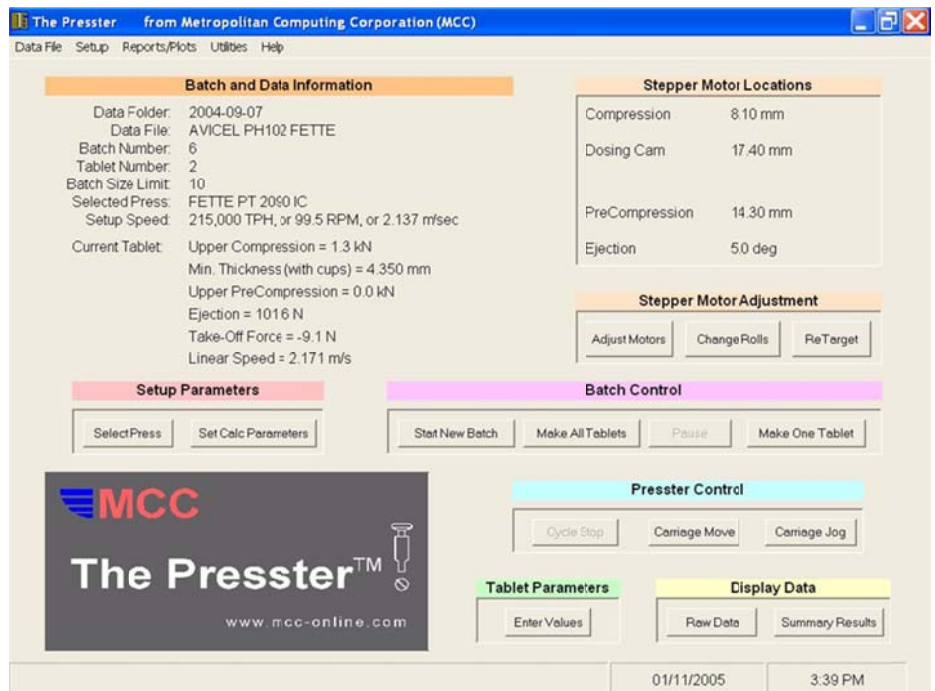 The Presster from Metropolitan Computing Corporation (MCC)
Data File Setup Reports/Plots Utilities Help
Batch and Data Information
Data Folder: 2004-09-07
Data File: AVICEL PH102 FETTE
Batch Number: 6
Tablet Number: 2
Batch Size Limit: 10
Selected Press: FETTE PT 2090 IC
Setup Speed: 215,000 TPH, or 99.5 RPM, or 2.137 m/sec
Current Tablet: Upper Compression = 1.3 kN
Min. Thickness (with cups) = 4.350 mm
Upper PreCompression = 0.0 kN
Ejection = 1016 N
Take-Off Force = -9.1 N
Linear Speed = 2.171 m/s
Stepper Motor Locations
Compression 8.10 mm
Dosing Cam 17.40 mm
PreCompression 14.30 mm
Ejection 5.0 deg
Stepper Motor Adjustment
Adjust Motors Change Rolls ReTarget
Setup Parameters
Select Press Set Calc Parameters
Batch Control
Start New Batch Make All Tablets Pause Make One Tablet
MCC
The Presster™
www.mcc-online.com
Presster Control
Cycle Stop Carriage Move Carriage Jog
Tablet Parameters
Enter Values
Display Data
Raw Data Summary Results
01/11/2005 3:39 PM